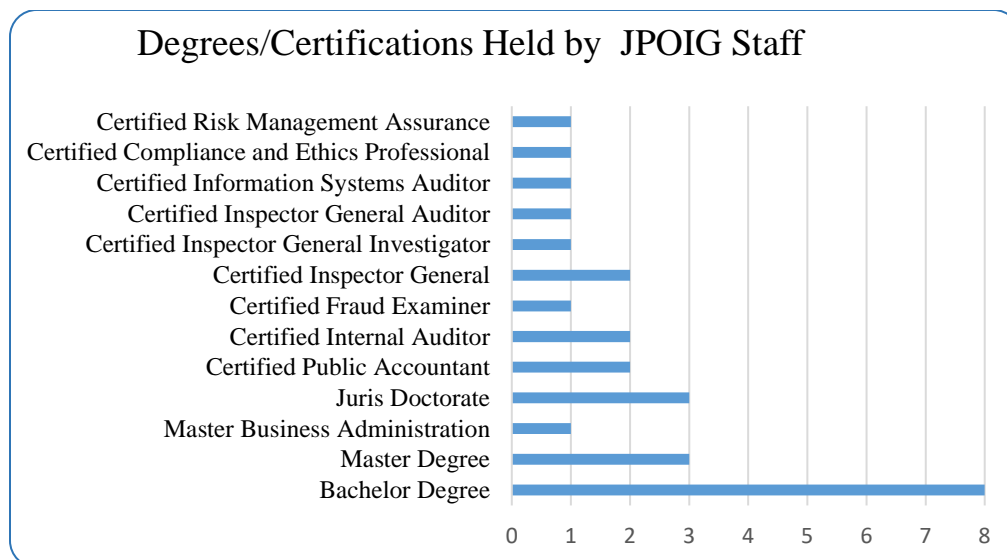 Degrees/Certifications Held by JPOIG Staff
Certified Risk Management Assurance
Certified Compliance and Ethics Professional
Certified Information Systems Auditor
Certified Inspector General Auditor
Certified Inspector General Investigator
Certified Inspector General
Certified Fraud Examiner
Certified Internal Auditor
Certified Public Accountant
Juris Doctorate
Master Business Administration
Master Degree
Bachelor Degree
0 1 2 3 4 5 6 7 8